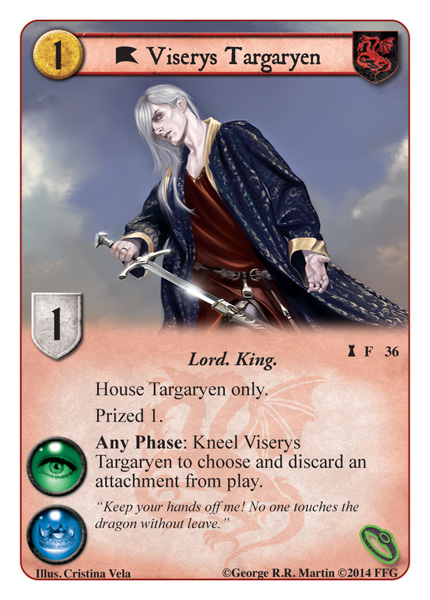 1
Viserys Targaryen
1
Lord. King.
F 36
House Targaryen only.
Prized 1.
Any Phase: Kneel Viserys
Targaryen to choose and discard an
attachment from play.
“Keep your hands off me! No one touches the
dragon without leave.”
Illus. Cristina Vela
©George R.R. Martin ©2014 FFG